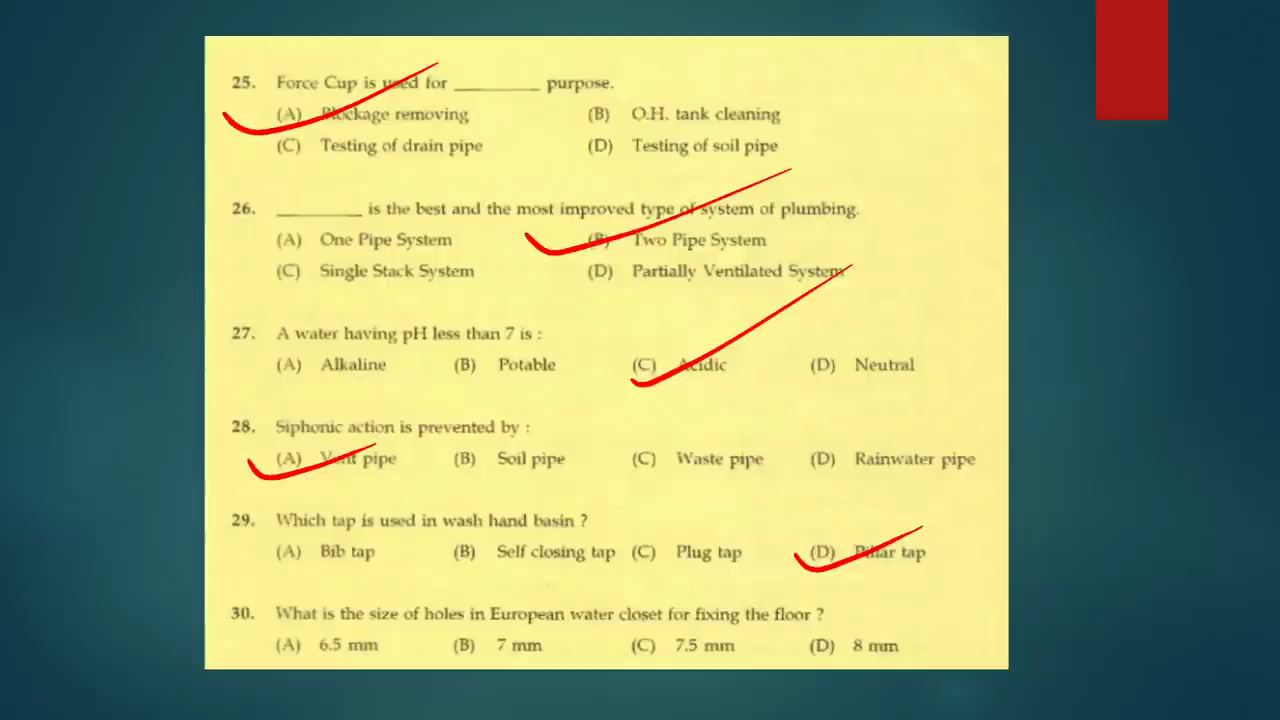 25. Force Cup is used for ________ purpose.
(A) Blockage removing (B) O.H. tank cleaning
(C) Testing of drain pipe (D) Testing of soil pipe
26. ________ is the best and the most improved type of system of plumbing.
(A) One Pipe System (B) Two Pipe System
(C) Single Stack System (D) Partially Ventilated System
27. A water having pH less than 7 is :
(A) Alkaline (B) Potable (C) Acidic (D) Neutral
28. Siphonic action is prevented by :
(A) Vent pipe (B) Soil pipe (C) Waste pipe (D) Rainwater pipe
29. Which tap is used in wash hand basin ?
(A) Bib tap (B) Self closing tap (C) Plug tap (D) Pillar tap
30. What is the size of holes in European water closet for fixing the floor ?
(A) 6.5 mm (B) 7 mm (C) 7.5 mm (D) 8 mm